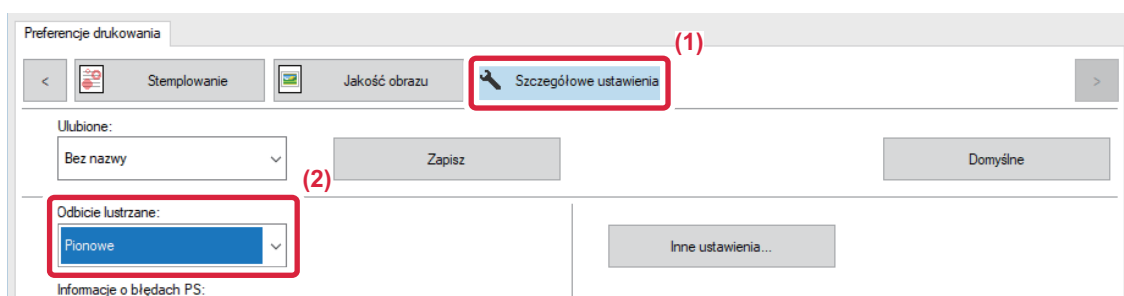 Preferencje drukowania
(1)
< Stemplowanie Jakość obrazu Szczegółowe ustawienia >
Ulubione:
Bez nazwy Zapisz Domyślne
(2)
Odbicie lustrzane:
Pionowe Inne ustawienia...
Informacje o błędach PS: